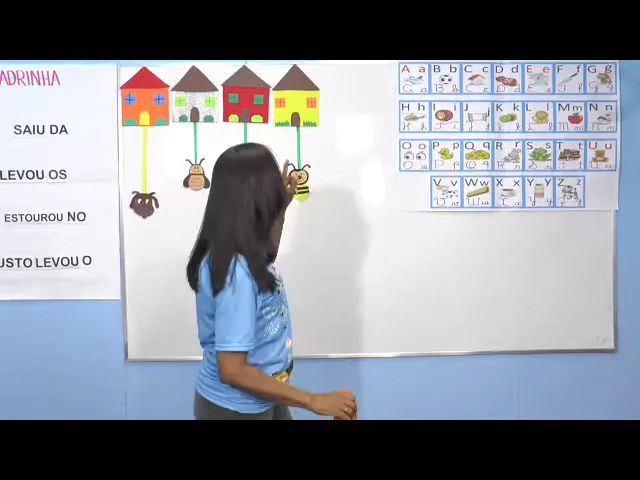 ADRINHA
SAIU DA
LEVOU OS
ESTOUROU NO
USTO LEVOU O
A a B b C c D d E e F f G g
H h I i J j K k L l M m N n
O o P p Q q R r S s T t U u
V v W w X x Y y Z z